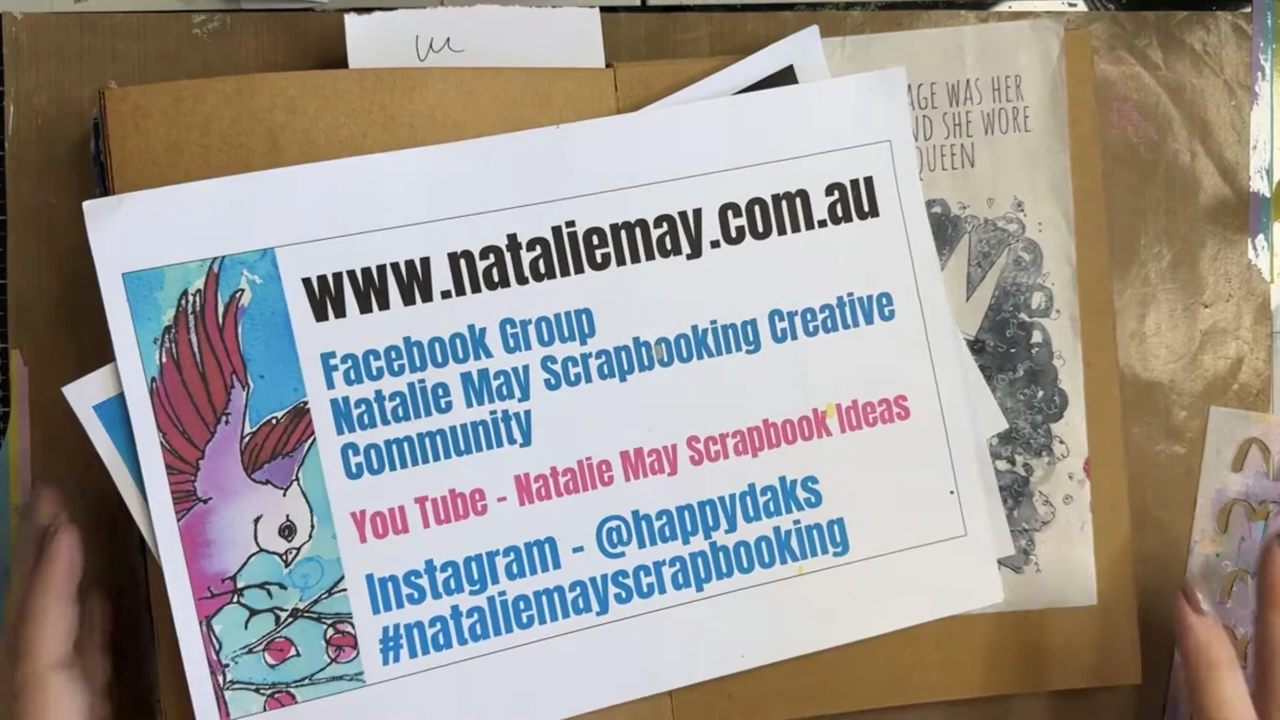 AGE WAS HER
ND SHE WORE
QUEEN
www.nataliemay.com.au
Facebook Group
Natalie May Scrapbooking Creative
Community
You Tube - Natalie May Scrapbook Ideas
Instagram - @happydaks
#nataliemayscrapbooking